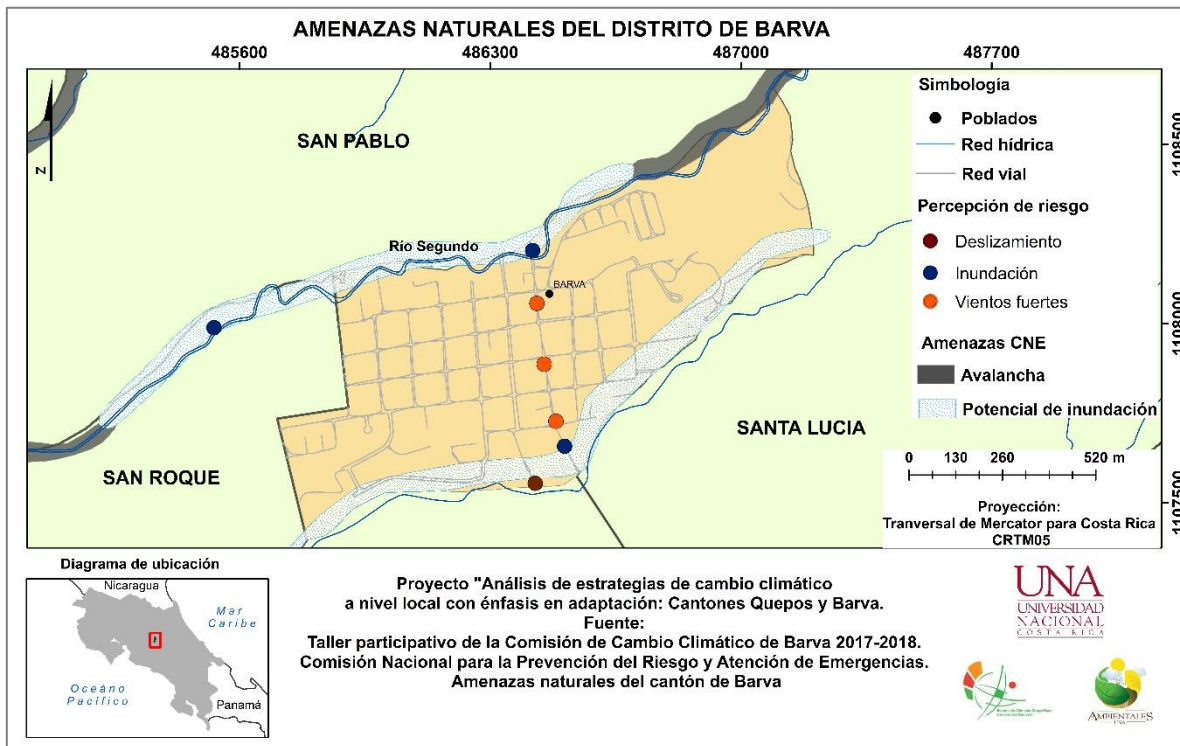 AMENAZAS NATURALES DEL DISTRITO DE BARVA
485600
486300
487000
487700
1108500
1108000
1107500
N
SAN PABLO
Río Segundo
BARVA
SANTA LUCIA
SAN ROQUE
Simbología
Poblados
Red hídrica
Red vial
Percepción de riesgo
Deslizamiento
Inundación
Vientos fuertes
Amenazas CNE
Avalancha
Potencial de inundación
0 130 260 520 m
Proyección:
Tranversal de Mercator para Costa Rica
CRTM05
Diagrama de ubicación
Nicaragua
Mar
Caribe
Océano
Pacífico
Panamá
Proyecto "Análisis de estrategias de cambio climático
a nivel local con énfasis en adaptación: Cantones Quepos y Barva.
Fuente:
Taller participativo de la Comisión de Cambio Climático de Barva 2017-2018.
Comisión Nacional para la Prevención del Riesgo y Atención de Emergencias.
Amenazas naturales del cantón de Barva
UNA
UNIVERSIDAD
NACIONAL
COSTA RICA
AMBIENTALES
UNA